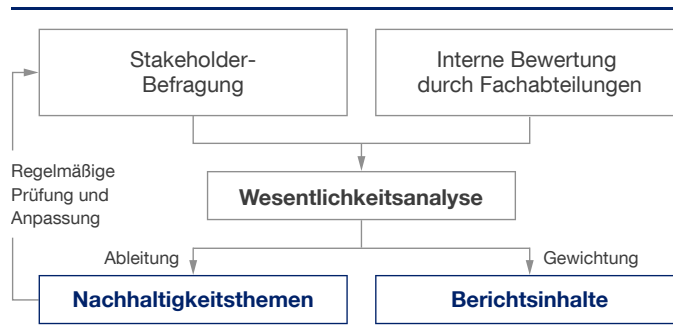 Stakeholder-
Befragung
Interne Bewertung
durch Fachabteilungen
Regelmäßige
Prüfung und
Anpassung
Wesentlichkeitsanalyse
Ableitung
Gewichtung
Nachhaltigkeitsthemen
Berichtsinhalte